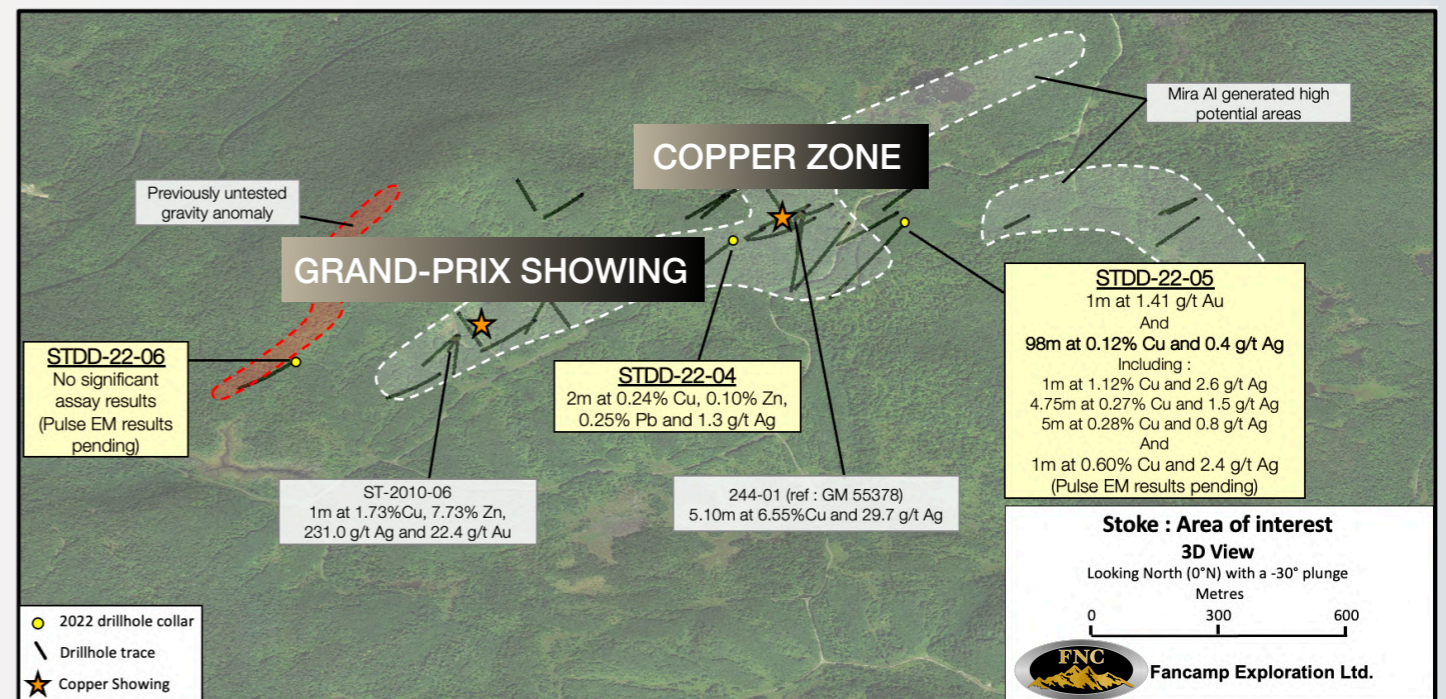 Mira AI generated high
potential areas
COPPER ZONE
Previously untested
gravity anomaly
GRAND-PRIX SHOWING
STDD-22-06
No significant
assay results
(Pulse EM results
pending)
STDD-22-04
2m at 0.24% Cu, 0.10% Zn,
0.25% Pb and 1.3 g/t Ag
STDD-22-05
1m at 1.41 g/t Au
And
98m at 0.12% Cu and 0.4 g/t Ag
Including :
1m at 1.12% Cu and 2.6 g/t Ag
4.75m at 0.27% Cu and 1.5 g/t Ag
5m at 0.28% Cu and 0.8 g/t Ag
And
1m at 0.60% Cu and 2.4 g/t Ag
(Pulse EM results pending)
ST-2010-06
1m at 1.73%Cu, 7.73% Zn,
231.0 g/t Ag and 22.4 g/t Au
244-01 (ref : GM 55378)
5.10m at 6.55%Cu and 29.7 g/t Ag
Stoke : Area of interest
3D View
Looking North (0°N) with a -30° plunge
Metres
0 300 600
FNC
Fancamp Exploration Ltd.
2022 drillhole collar
Drillhole trace
Copper Showing